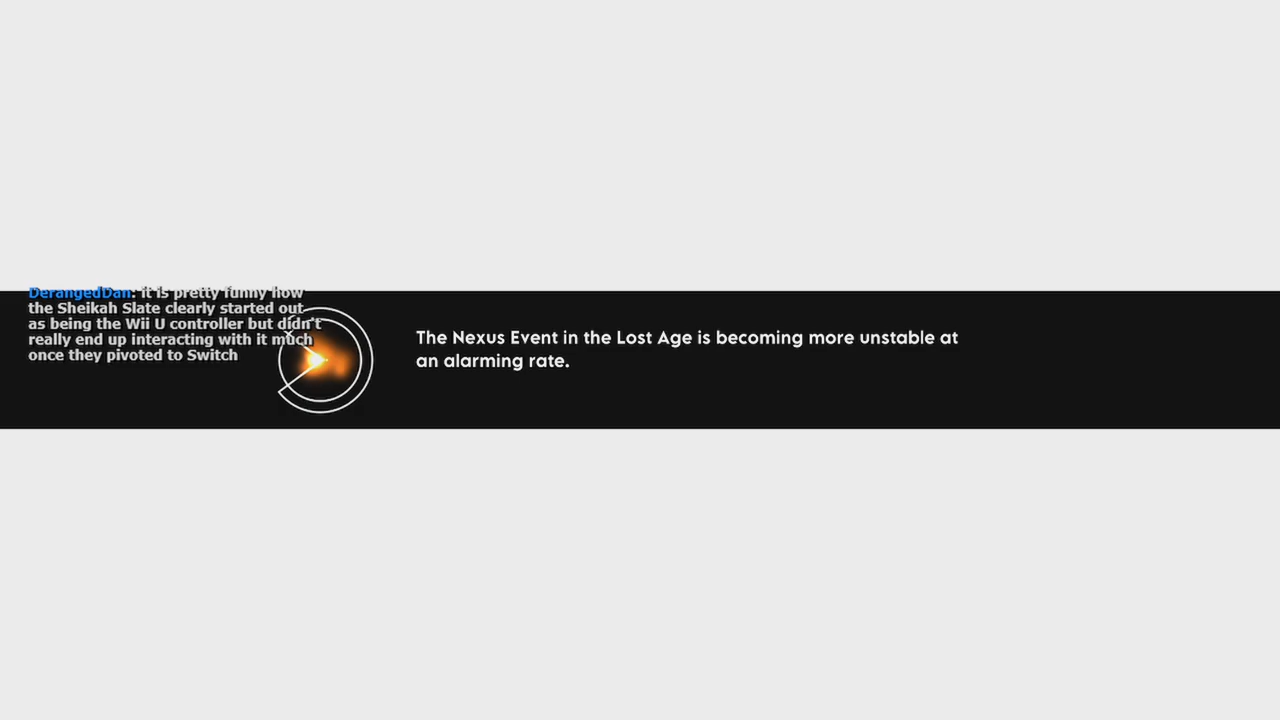 DerangedDan: it is pretty funny how
the Sheikah Slate clearly started out
as being the Wii U controller but didn't
really end up interacting with it much
once they pivoted to Switch
The Nexus Event in the Lost Age is becoming more unstable at
an alarming rate.